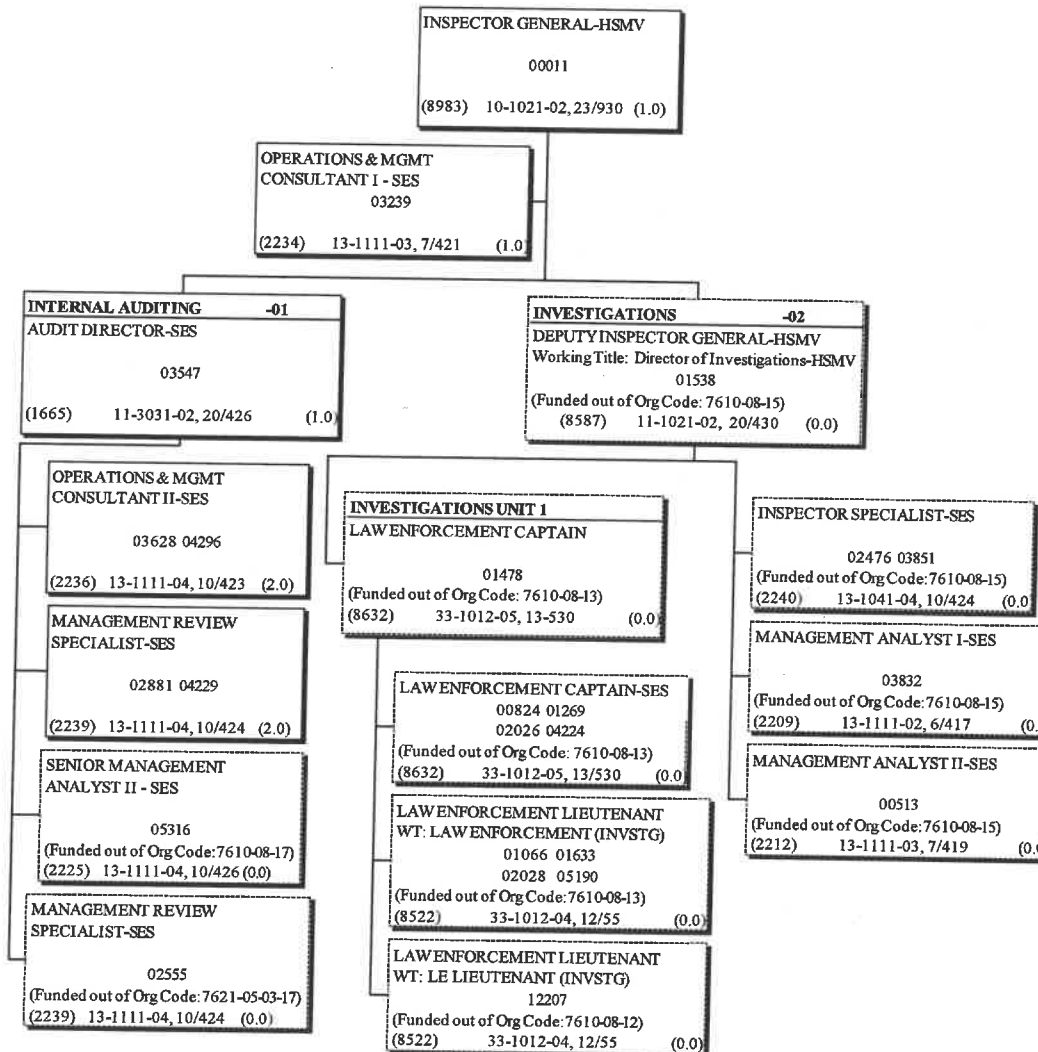 INSPECTOR GENERAL-HSMV
00011
(8983) 10-1021-02, 23/930 (1.0)
OPERATIONS & MGMT
CONSULTANT I - SES
03239
(2234) 13-1111-03, 7/421 (1.0)
INTERNAL AUDITING -01
AUDIT DIRECTOR-SES
03547
(1665) 11-3031-02, 20/426 (1.0)
INVESTIGATIONS -02
DEPUTY INSPECTOR GENERAL-HSMV
Working Title: Director of Investigations-HSMV
01538
(Funded out of Org Code: 7610-08-15)
(8587) 11-1021-02, 20/430 (0.0)
OPERATIONS & MGMT
CONSULTANT II-SES
03628 04296
(2236) 13-1111-04, 10/423 (2.0)
MANAGEMENT REVIEW
SPECIALIST-SES
02881 04229
(2239) 13-1111-04, 10/424 (2.0)
SENIOR MANAGEMENT
ANALYST II - SES
05316
(Funded out of Org Code: 7610-08-17)
(2225) 13-1111-04, 10/426 (0.0)
MANAGEMENT REVIEW
SPECIALIST-SES
02555
(Funded out of Org Code: 7621-05-03-17)
(2239) 13-1111-04, 10/424 (0.0)
INVESTIGATIONS UNIT 1
LAW ENFORCEMENT CAPTAIN
01478
(Funded out of Org Code: 7610-08-13)
(8632) 33-1012-05, 13-530 (0.0)
LAW ENFORCEMENT CAPTAIN-SES
00824 01269
02026 04224
(Funded out of Org Code: 7610-08-13)
(8632) 33-1012-05, 13/530 (0.0)
LAW ENFORCEMENT LIEUTENANT
WT: LAW ENFORCEMENT (INVSTG)
01066 01633
02028 05190
(Funded out of Org Code: 7610-08-13)
(8522) 33-1012-04, 12/55 (0.0)
LAW ENFORCEMENT LIEUTENANT
WT: LE LIEUTENANT (INVSTG)
12207
(Funded out of Org Code: 7610-08-12)
(8522) 33-1012-04, 12/55 (0.0)
INSPECTOR SPECIALIST-SES
02476 03851
(Funded out of Org Code: 7610-08-15)
(2240) 13-1041-04, 10/424 (0.0
MANAGEMENT ANALYST I-SES
03832
(Funded out of Org Code: 7610-08-15)
(2209) 13-1111-02, 6/417 (0.
MANAGEMENT ANALYST II-SES
00513
(Funded out of Org Code: 7610-08-15)
(2212) 13-1111-03, 7/419 (0.0